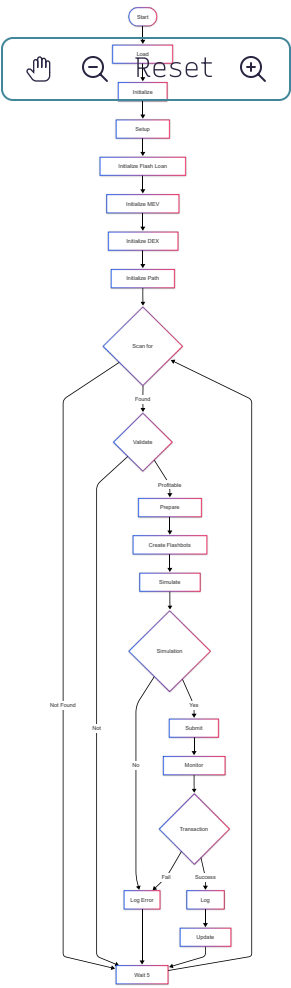 Start
Load
Reset
Initialize
Setup
Initialize Flash Loan
Initialize MEV
Initialize DEX
Initialize Path
Scan for
Found
Validate
Profitable
Prepare
Create Flashbots
Simulate
Simulation
Not Found
Yes
Not
Submit
No
Monitor
Transaction
Fail
Success
Log Error
Log
Update
Wait 5